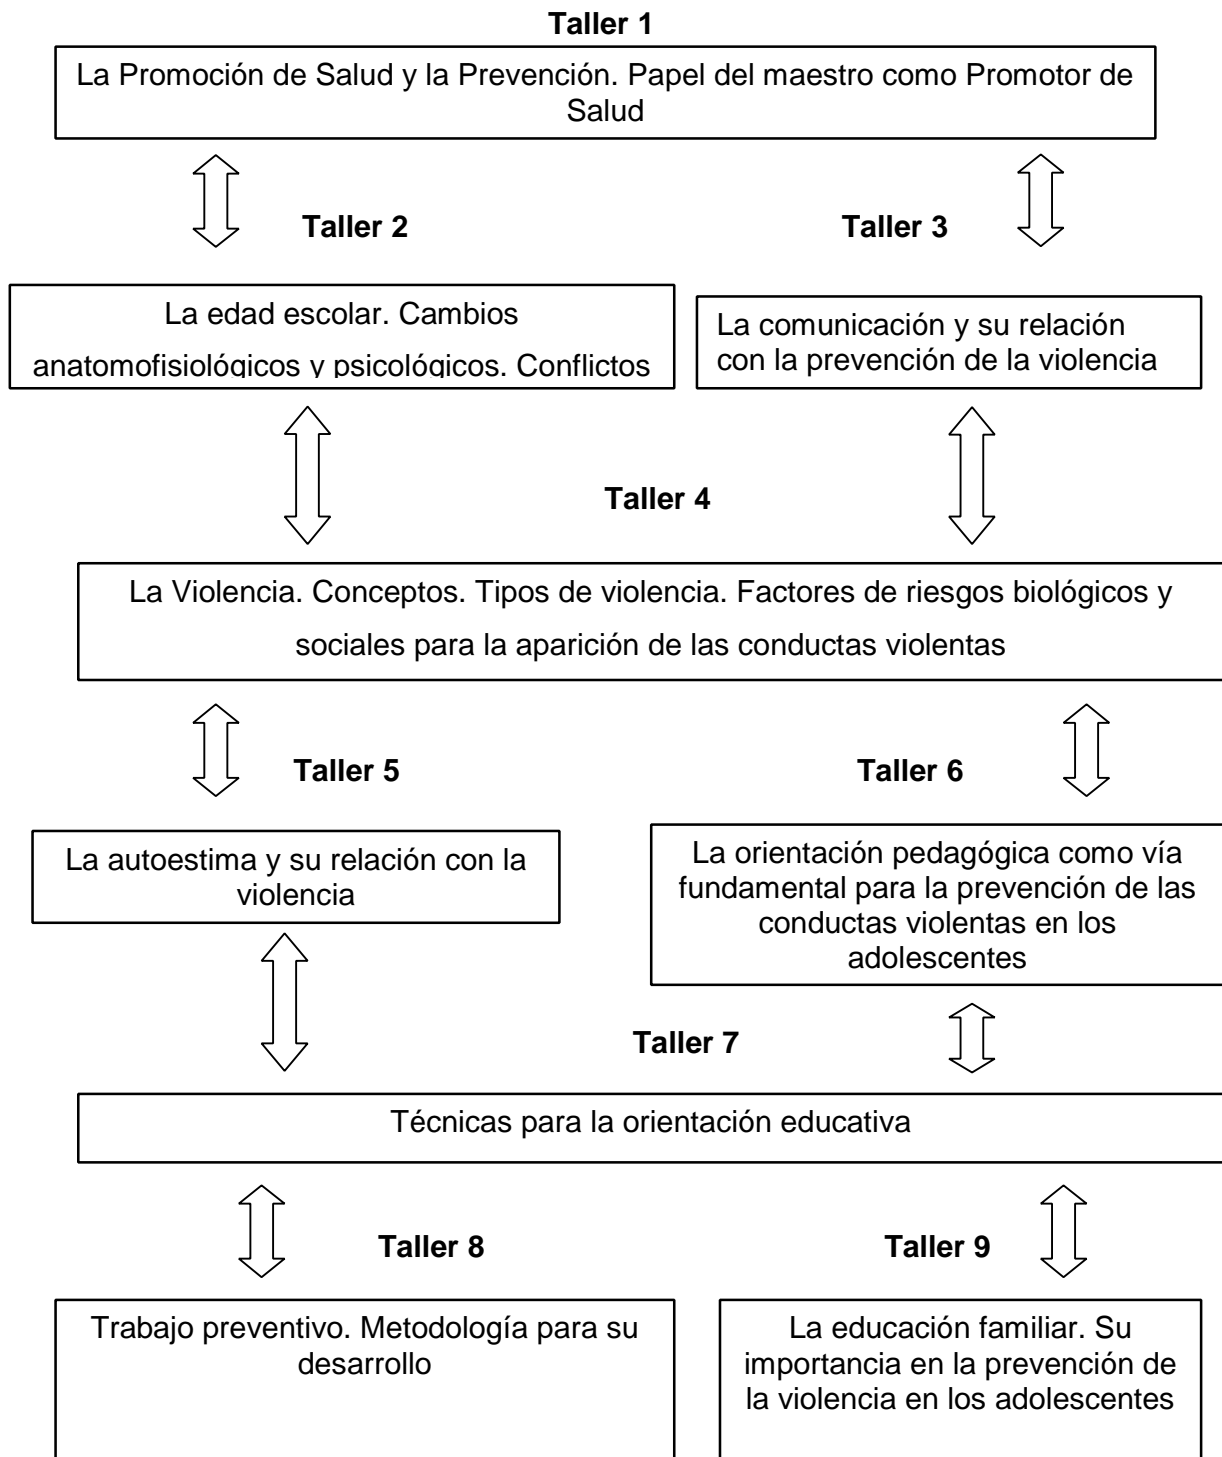 Taller 1
La Promoción de Salud y la Prevención. Papel del maestro como Promotor de
Salud
Taller 2
Taller 3
La edad escolar. Cambios
anatomofisiológicos y psicológicos. Conflictos
La comunicación y su relación
con la prevención de la violencia
Taller 4
La Violencia. Conceptos. Tipos de violencia. Factores de riesgos biológicos y
sociales para la aparición de las conductas violentas
Taller 5
Taller 6
La autoestima y su relación con la
violencia
La orientación pedagógica como vía
fundamental para la prevención de las
conductas violentas en los
adolescentes
Taller 7
Técnicas para la orientación educativa
Taller 8
Taller 9
Trabajo preventivo. Metodología para su
desarrollo
La educación familiar. Su
importancia en la prevención de
la violencia en los adolescentes